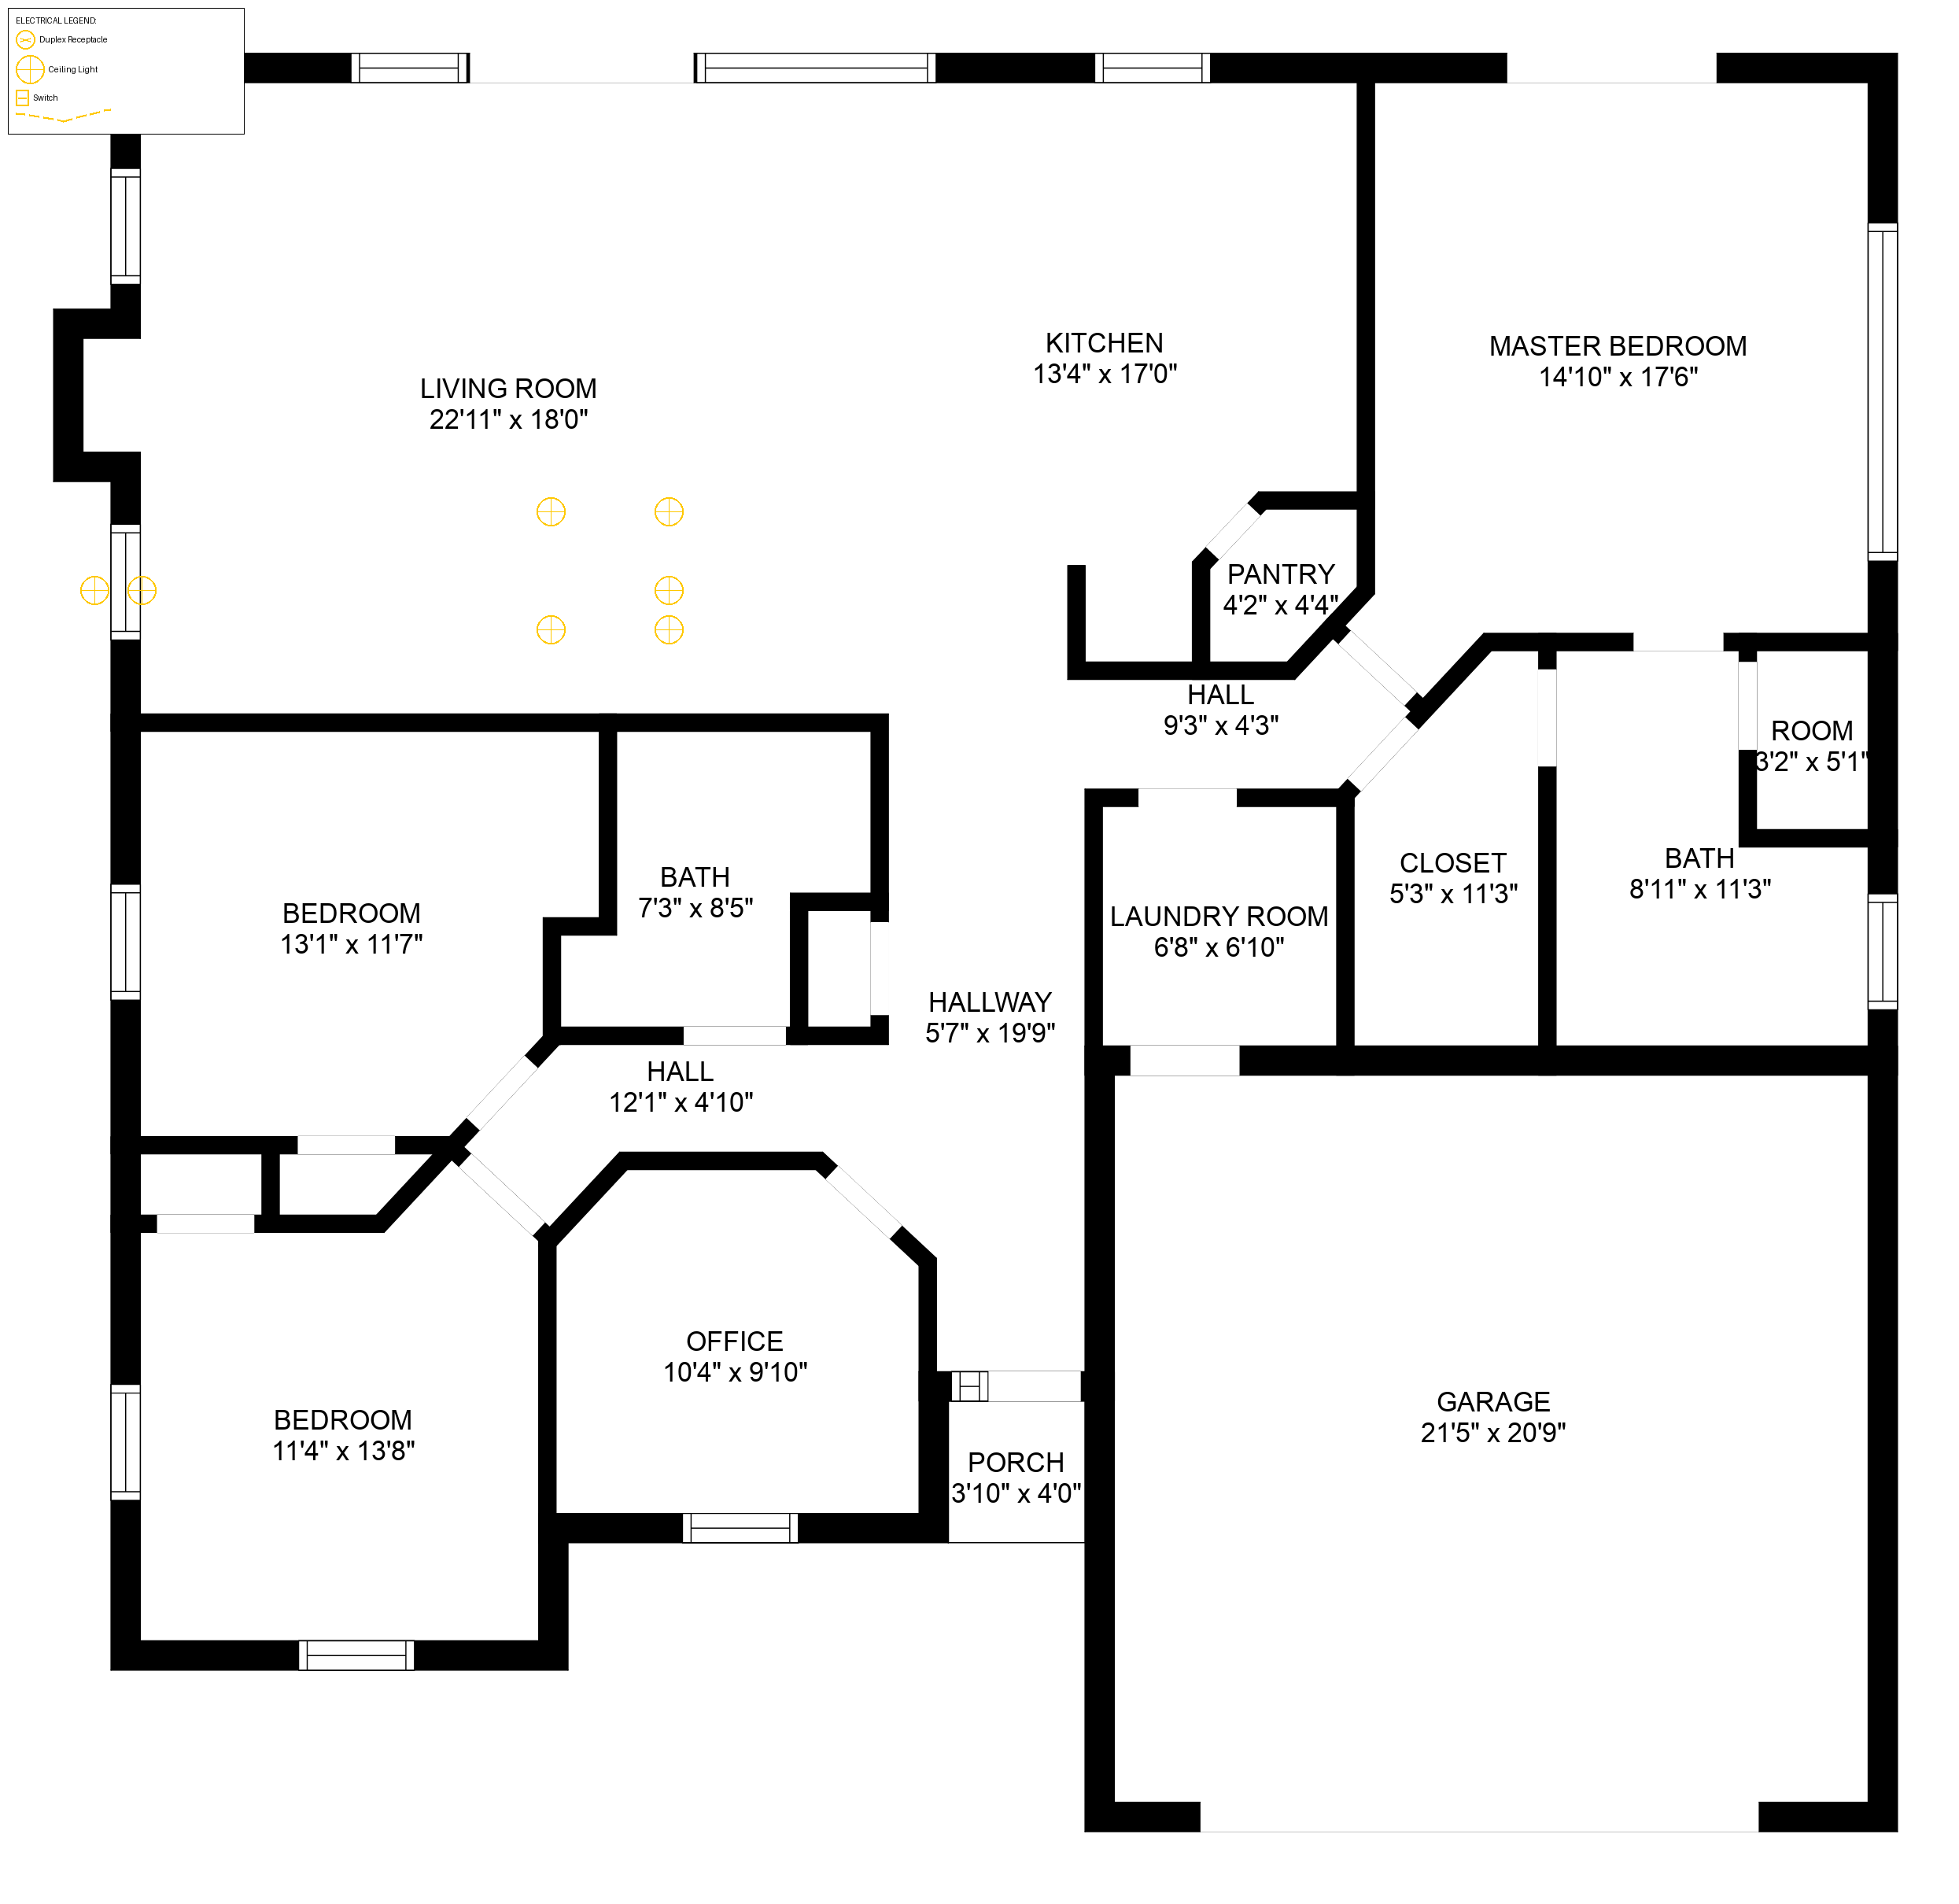 ELECTRICAL LEGEND:
Duplex Receptacle
Ceiling Light
Switch
KITCHEN
13'4" x 17'0"
MASTER BEDROOM
14'10" x 17'6"
LIVING ROOM
22'11" x 18'0"
PANTRY
4'2" x 4'4"
HALL
9'3" x 4'3"
ROOM
3'2" x 5'1"
BATH
7'3" x 8'5"
CLOSET
5'3" x 11'3"
BATH
8'11" x 11'3"
BEDROOM
13'1" x 11'7"
LAUNDRY ROOM
6'8" x 6'10"
HALLWAY
5'7" x 19'9"
HALL
12'1" x 4'10"
OFFICE
10'4" x 9'10"
BEDROOM
11'4" x 13'8"
GARAGE
21'5" x 20'9"
PORCH
3'10" x 4'0"